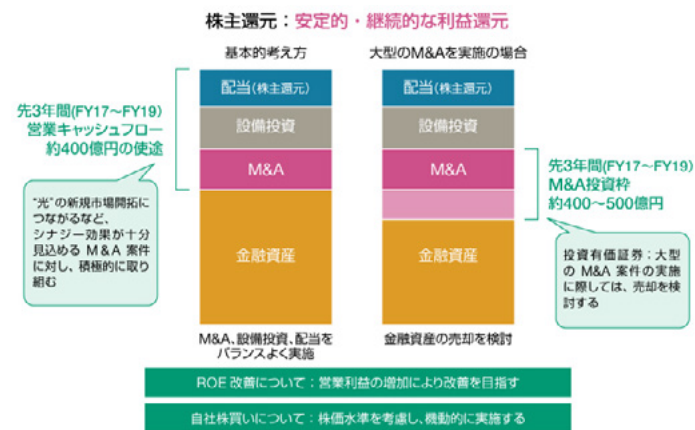 株主還元：安定的・継続的な利益還元
基本的考え方
配当(株主還元)
設備投資
M&A
金融資産
先3年間(FY17～FY19)
営業キャッシュフロー
約400億円の使途
“光”の新規市場開拓に
つながるなど、
シナジー効果が十分
見込めるM&A案件
に対し、積極的に取り
組む
M&A、設備投資、配当を
バランスよく実施
大型のM&Aを実施の場合
配当(株主還元)
設備投資
M&A
金融資産
先3年間(FY17～FY19)
M&A投資枠
約400～500億円
投資有価証券：大型
のM&A案件の実施
に際しては、売却を検
討する
金融資産の売却を検討
ROE改善について：営業利益の増加により改善を目指す
自社株買いについて：株価水準を考慮し、機動的に実施する